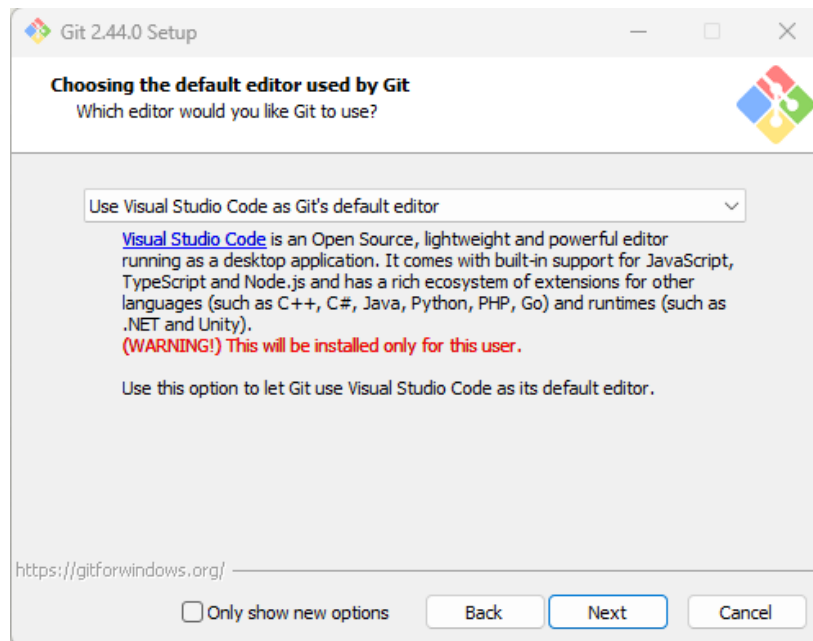 Git 2.44.0 Setup
Choosing the default editor used by Git
Which editor would you like Git to use?
Use Visual Studio Code as Git's default editor
Visual Studio Code is an Open Source, lightweight and powerful editor
running as a desktop application. It comes with built-in support for JavaScript,
TypeScript and Node.js and has a rich ecosystem of extensions for other
languages (such as C++, C#, Java, Python, PHP, Go) and runtimes (such as
.NET and Unity).
(WARNING!) This will be installed only for this user.
Use this option to let Git use Visual Studio Code as its default editor.
https://gitforwindows.org/
Only show new options
Back
Next
Cancel